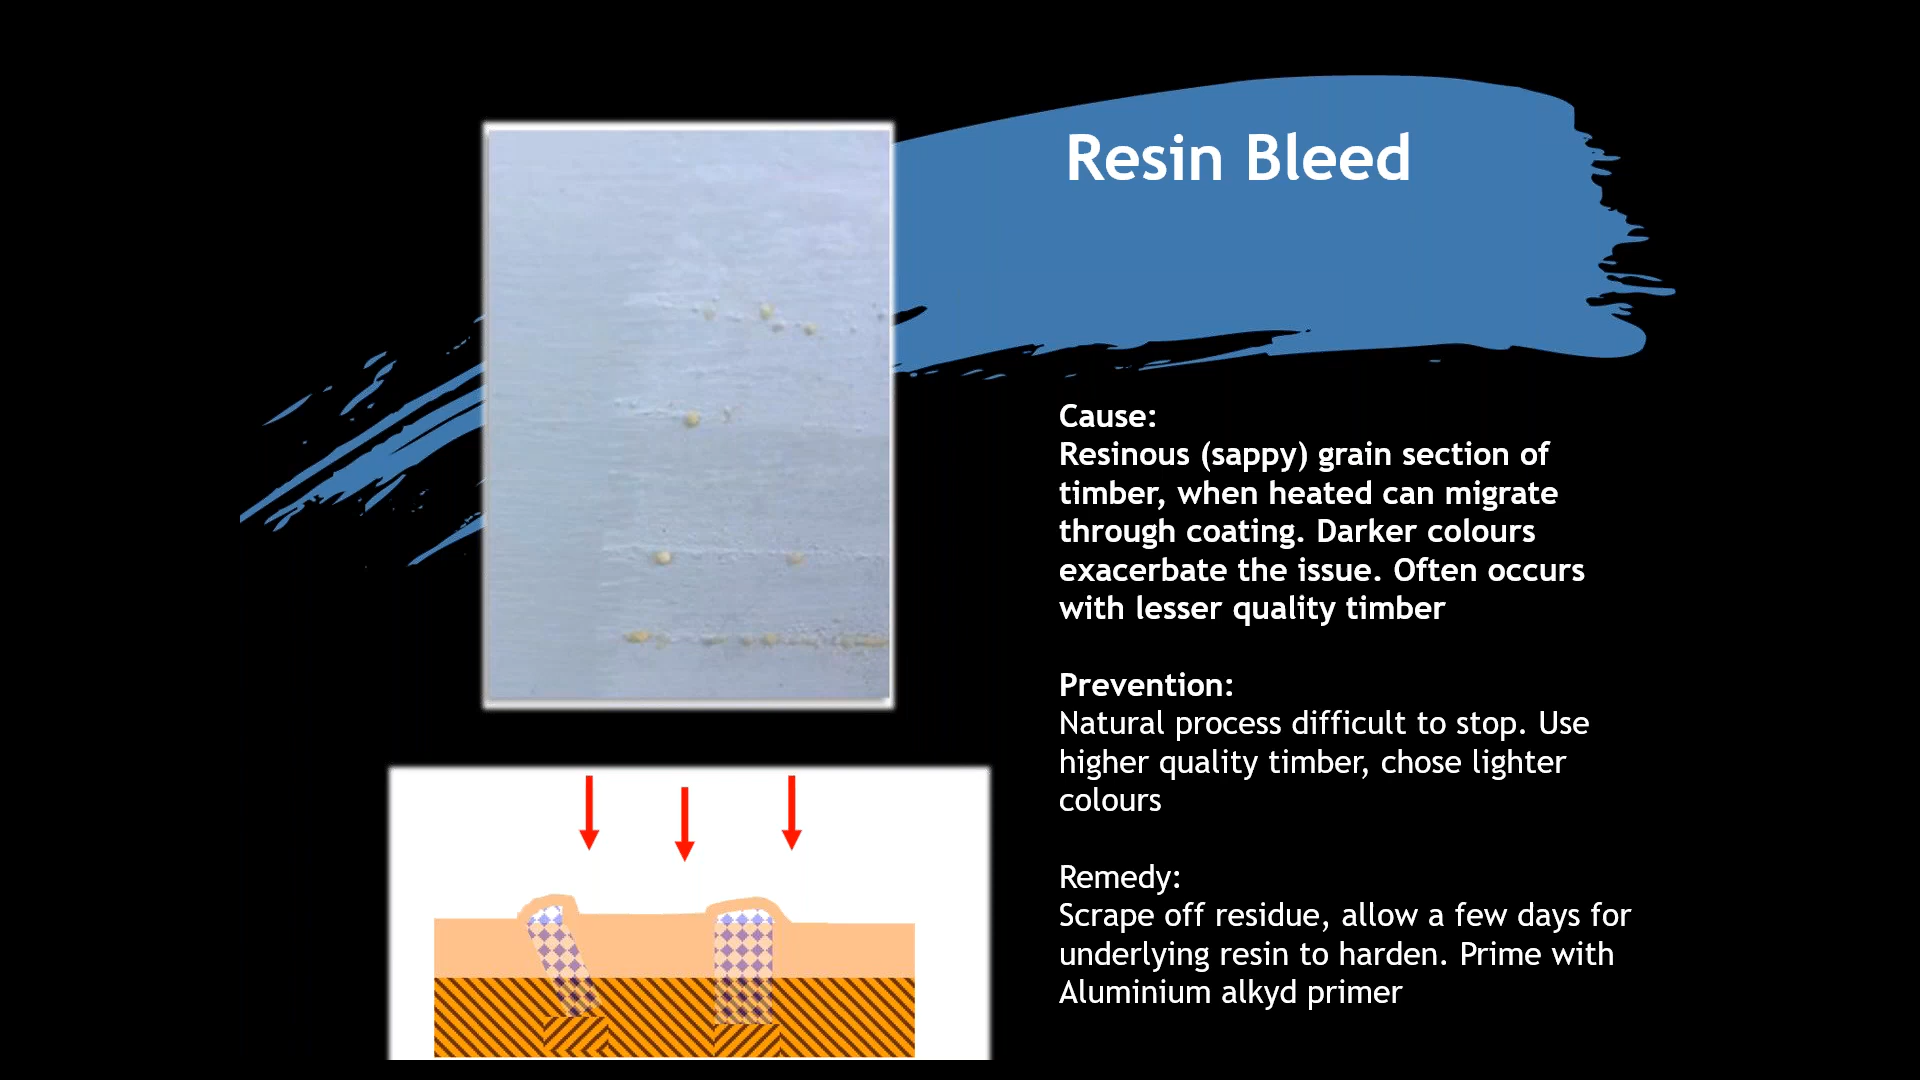 Resin Bleed
Cause:
Resinous (sappy) grain section of
timber, when heated can migrate
through coating. Darker colours
exacerbate the issue. Often occurs
with lesser quality timber
Prevention:
Natural process difficult to stop. Use
higher quality timber, chose lighter
colours
Remedy:
Scrape off residue, allow a few days for
underlying resin to harden. Prime with
Aluminium alkyd primer